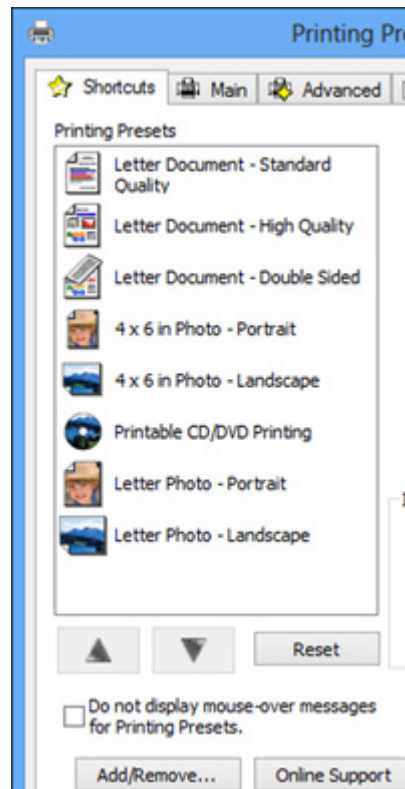 Printing Pre
Shortcuts Main Advanced
Printing Presets
Letter Document - Standard
Quality
Letter Document - High Quality
Letter Document - Double Sided
4 x 6 in Photo - Portrait
4 x 6 in Photo - Landscape
Printable CD/DVD Printing
Letter Photo - Portrait
Letter Photo - Landscape
Reset
Do not display mouse-over messages
for Printing Presets.
Add/Remove... Online Support